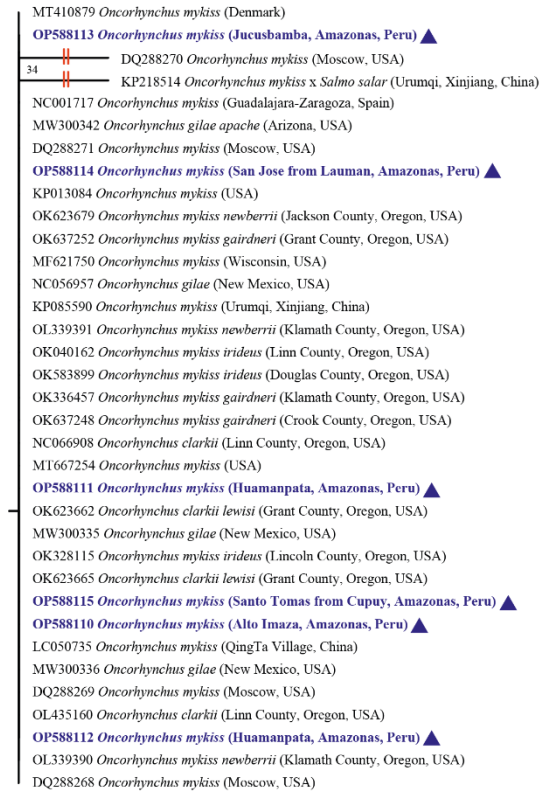 MT410879 Oncorhynchus mykiss (Denmark)
OP588113 Oncorhynchus mykiss (Jucusbamba, Amazonas, Peru)
DQ288270 Oncorhynchus mykiss (Moscow, USA)
34
KP218514 Oncorhynchus mykiss x Salmo salar (Urumqi, Xinjiang, China)
NC001717 Oncorhynchus mykiss (Guadalajara-Zaragoza, Spain)
MW300342 Oncorhynchus gilae apache (Arizona, USA)
DQ288271 Oncorhynchus mykiss (Moscow, USA)
OP588114 Oncorhynchus mykiss (San Jose from Lauman, Amazonas, Peru)
KP013084 Oncorhynchus mykiss (USA)
OK623679 Oncorhynchus mykiss newberrii (Jackson County, Oregon, USA)
OK637252 Oncorhynchus mykiss gairdneri (Grant County, Oregon, USA)
MF621750 Oncorhynchus mykiss (Wisconsin, USA)
NC056957 Oncorhynchus gilae (New Mexico, USA)
KP085590 Oncorhynchus mykiss (Urumqi, Xinjiang, China)
OL339391 Oncorhynchus mykiss newberrii (Klamath County, Oregon, USA)
OK040162 Oncorhynchus mykiss irideus (Linn County, Oregon, USA)
OK583899 Oncorhynchus mykiss irideus (Douglas County, Oregon, USA)
OK336457 Oncorhynchus mykiss gairdneri (Klamath County, Oregon, USA)
OK637248 Oncorhynchus mykiss gairdneri (Crook County, Oregon, USA)
NC066908 Oncorhynchus clarkii (Linn County, Oregon, USA)
MT667254 Oncorhynchus mykiss (USA)
OP588111 Oncorhynchus mykiss (Huamanpata, Amazonas, Peru)
OK623662 Oncorhynchus clarkii lewisi (Grant County, Oregon, USA)
MW300335 Oncorhynchus gilae (New Mexico, USA)
OK328115 Oncorhynchus mykiss irideus (Lincoln County, Oregon, USA)
OK623665 Oncorhynchus clarkii lewisi (Grant County, Oregon, USA)
OP588115 Oncorhynchus mykiss (Santo Tomas from Cupuy, Amazonas, Peru)
OP588110 Oncorhynchus mykiss (Alto Imaza, Amazonas, Peru)
LC050735 Oncorhynchus mykiss (QingTa Village, China)
MW300336 Oncorhynchus gilae (New Mexico, USA)
DQ288269 Oncorhynchus mykiss (Moscow, USA)
OL435160 Oncorhynchus clarkii (Linn County, Oregon, USA)
OP588112 Oncorhynchus mykiss (Huamanpata, Amazonas, Peru)
OL339390 Oncorhynchus mykiss newberrii (Klamath County, Oregon, USA)
DQ288268 Oncorhynchus mykiss (Moscow, USA)